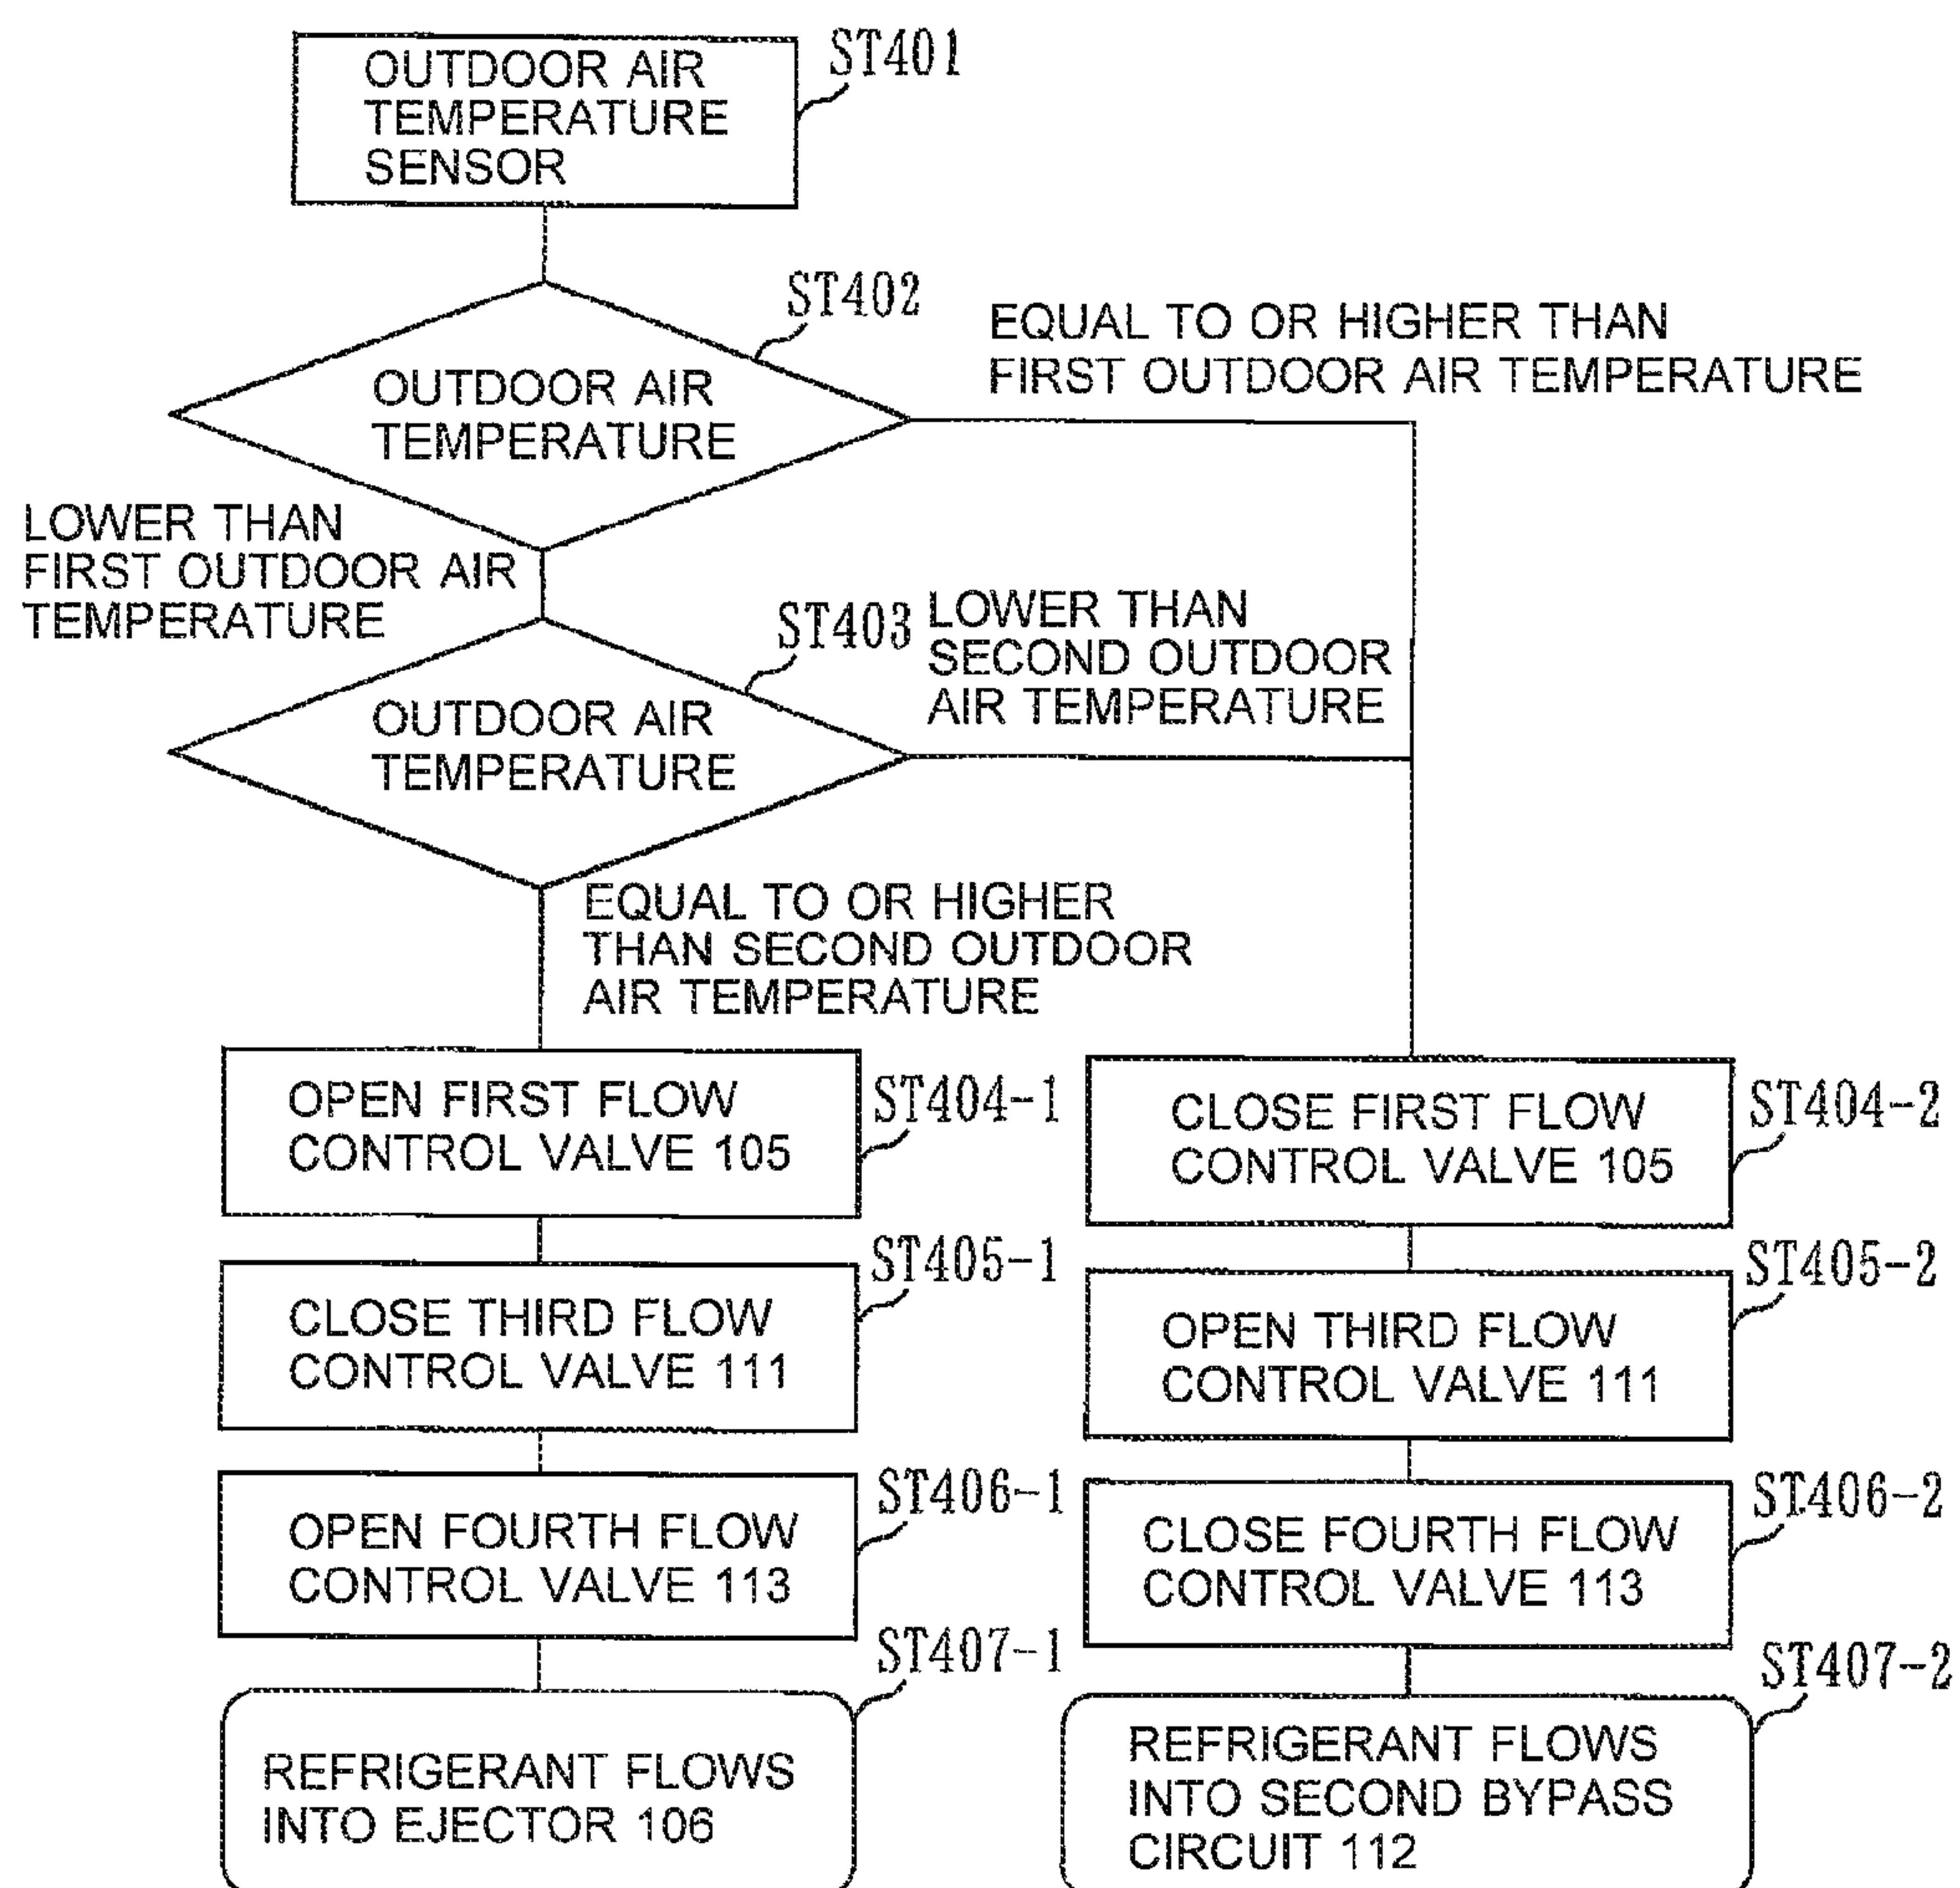 OUTDOOR AIR
TEMPERATURE
SENSOR
ST401
ST402
OUTDOOR AIR
TEMPERATURE
EQUAL TO OR HIGHER THAN
FIRST OUTDOOR AIR TEMPERATURE
LOWER THAN
FIRST OUTDOOR AIR
TEMPERATURE
ST403
OUTDOOR AIR
TEMPERATURE
LOWER THAN
SECOND OUTDOOR
AIR TEMPERATURE
EQUAL TO OR HIGHER
THAN SECOND OUTDOOR
AIR TEMPERATURE
OPEN FIRST FLOW
CONTROL VALVE 105
ST404-1
CLOSE FIRST FLOW
CONTROL VALVE 105
ST404-2
CLOSE THIRD FLOW
CONTROL VALVE 111
ST405-1
OPEN THIRD FLOW
CONTROL VALVE 111
ST405-2
OPEN FOURTH FLOW
CONTROL VALVE 113
ST406-1
CLOSE FOURTH FLOW
CONTROL VALVE 113
ST406-2
REFRIGERANT FLOWS
INTO EJECTOR 106
ST407-1
REFRIGERANT FLOWS
INTO SECOND BYPASS
CIRCUIT 112
ST407-2